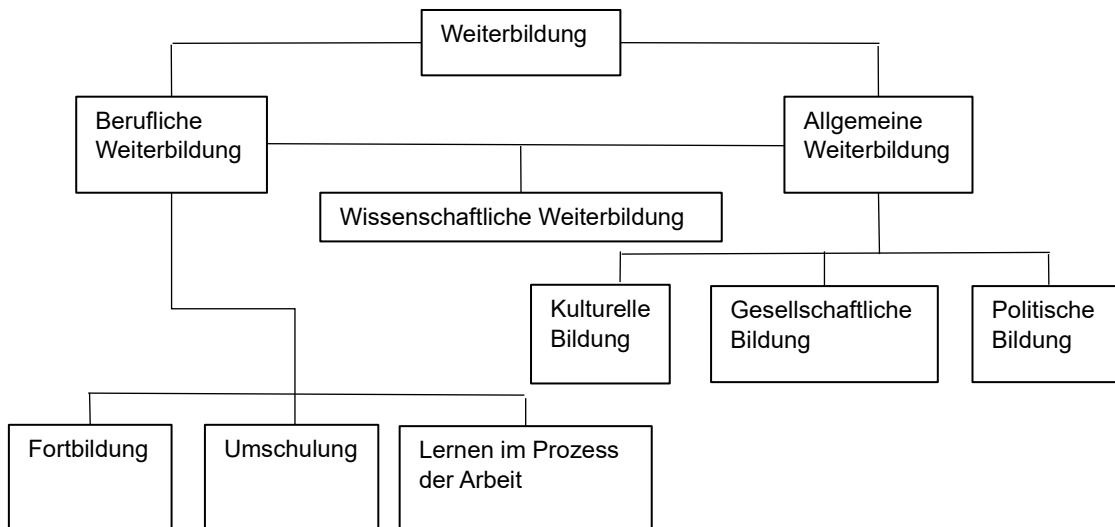 Weiterbildung
Berufliche
Weiterbildung
Allgemeine
Weiterbildung
Wissenschaftliche Weiterbildung
Kulturelle
Bildung
Gesellschaftliche
Bildung
Politische
Bildung
Fortbildung
Umschulung
Lernen im Prozess
der Arbeit